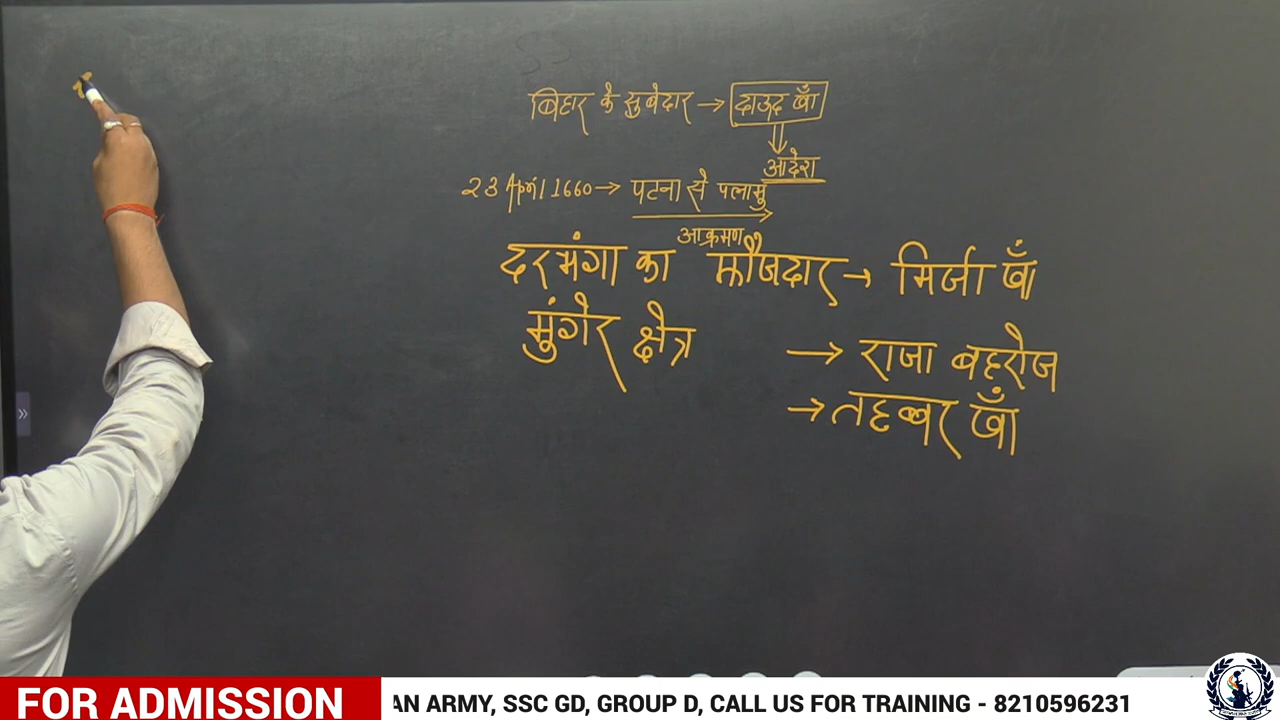 बिहार के सुबेदार → दाउद खाँ
आदेश
23 April 1660 → पटना से पलामु
आक्रमण
दरभंगा का फौजदार → मिर्जा खाँ
मुंगेर क्षेत्र → राजा बहरोज
→ तहब्बर खाँ
FOR ADMISSION
AN ARMY, SSC GD, GROUP D, CALL US FOR TRAINING - 8210596231